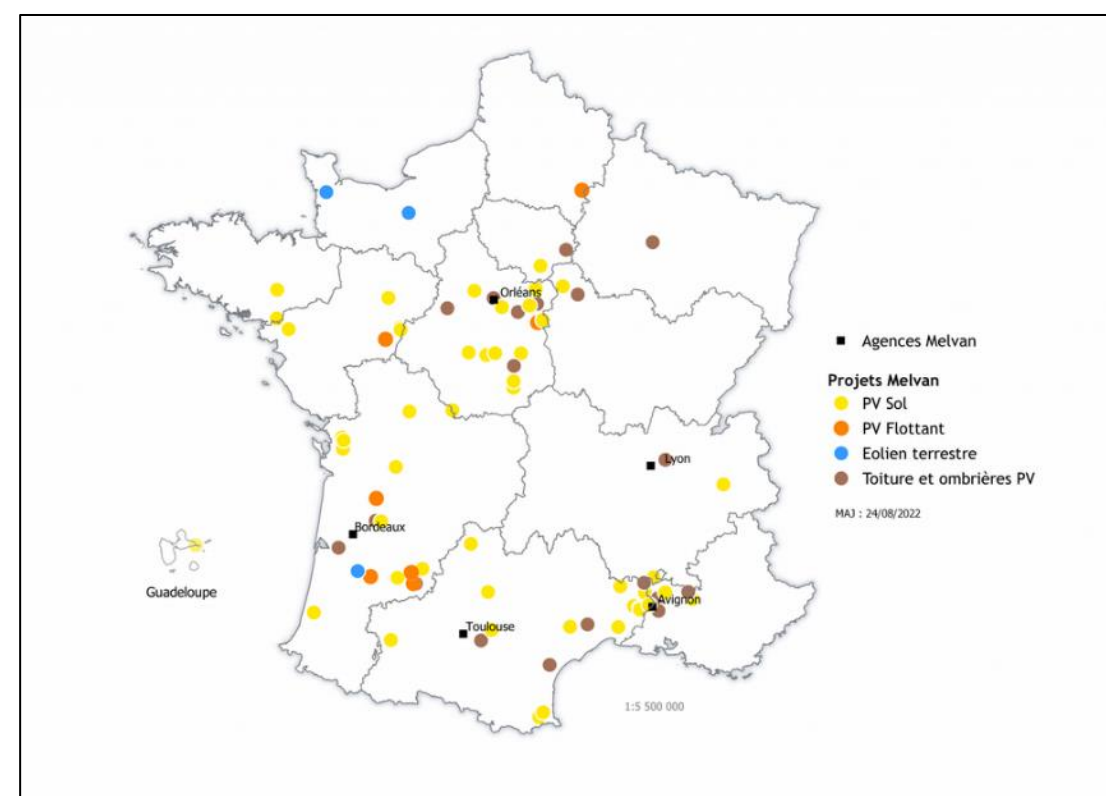 Orléans
Agences Melvan
Projets Melvan
PV Sol
PV Flottant
Eolien terrestre
Toiture et ombrières PV
MAJ : 24/08/2022
Lyon
Bordeaux
Guadeloupe
Avignon
Toulouse
1:5 500 000